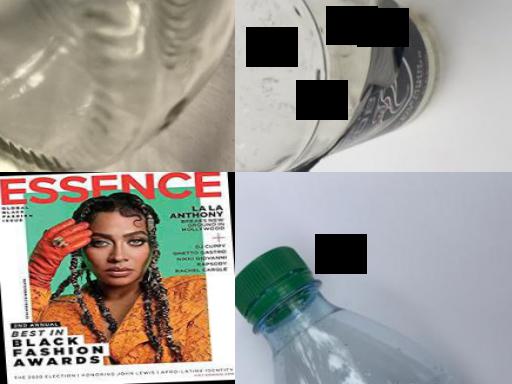 ESSENCE
GLOBAL
BLACK
FASHION
ISSUE
LA LA
ANTHONY
BREAKS NEW
GROUND IN
HOLLYWOOD
+
DJ CUPPY
GHETTO GASTRO
NIKKI GIOVANNI
RAPSODY
RACHEL CARGLE
2ND ANNUAL
BEST IN
BLACK
FASHION
AWARDS
THE 2020 ELECTION | HONORING JOHN LEWIS | AFRO-LATINX IDENTITY